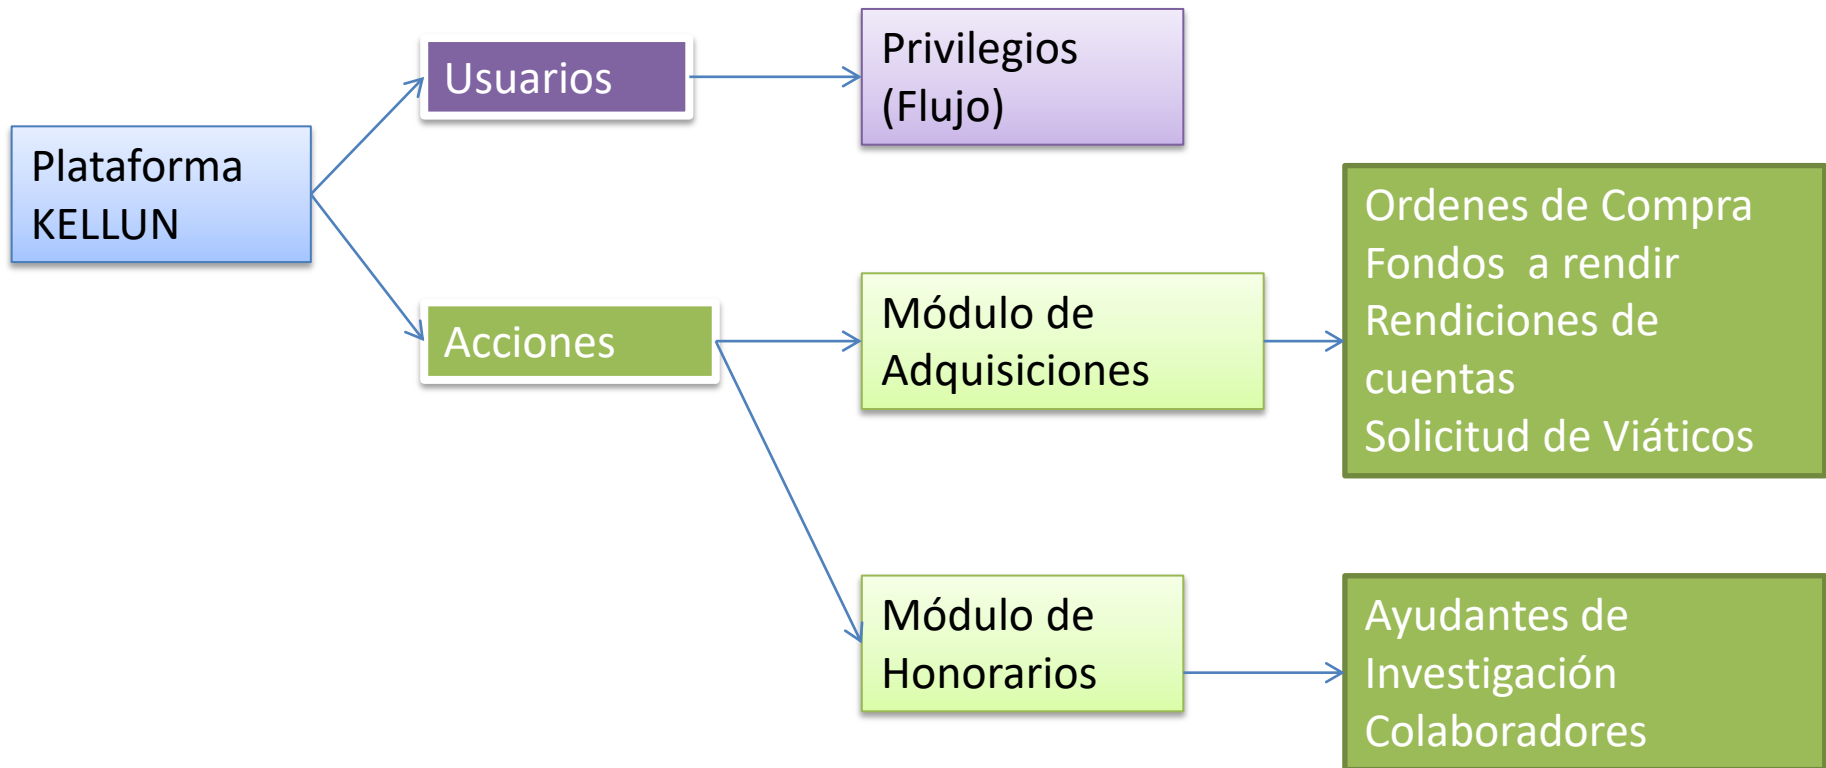 Plataforma
KELLUN
Usuarios
Privilegios
(Flujo)
Acciones
Módulo de
Adquisiciones
Ordenes de Compra
Fondos  a rendir
Rendiciones de
cuentas
Solicitud de Viáticos
Módulo de
Honorarios
Ayudantes de
Investigación
Colaboradores